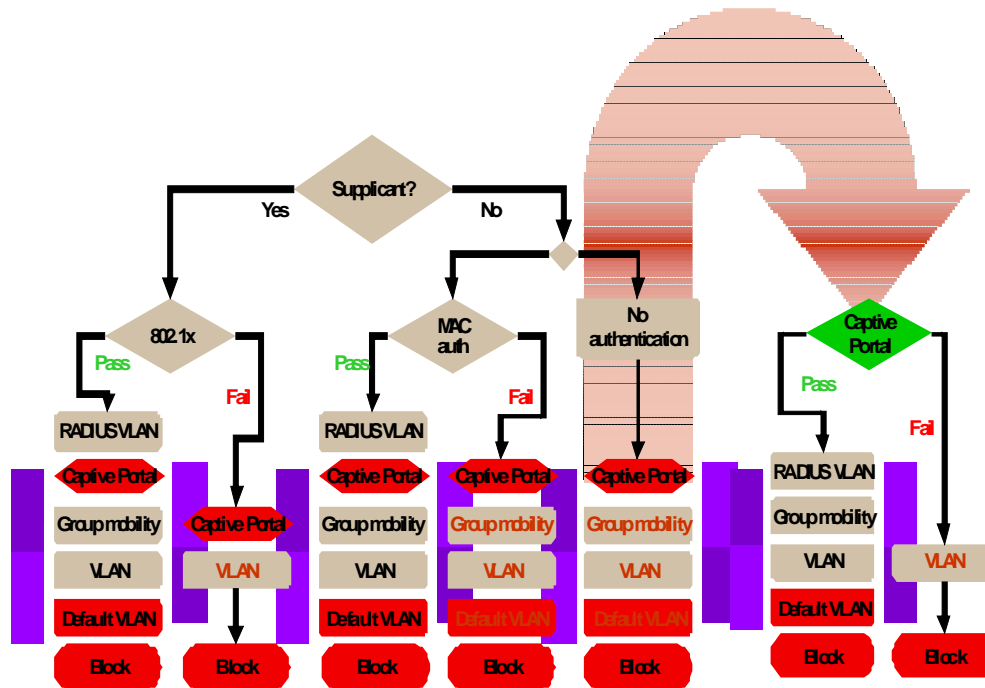 Supplicant?
Yes
No
802.1x
MAC
auth
No
authentication
Captive
Portal
Pass
Fail
Pass
Fail
Pass
Fail
RADIUS VLAN
Captive Portal
Group mobility
VLAN
Default VLAN
Block
Captive Portal
VLAN
Block
RADIUS VLAN
Captive Portal
Group mobility
VLAN
Default VLAN
Block
Captive Portal
Group mobility
VLAN
Default VLAN
Block
Captive Portal
Group mobility
VLAN
Default VLAN
Block
RADIUS VLAN
Group mobility
VLAN
Default VLAN
Block
VLAN
Block